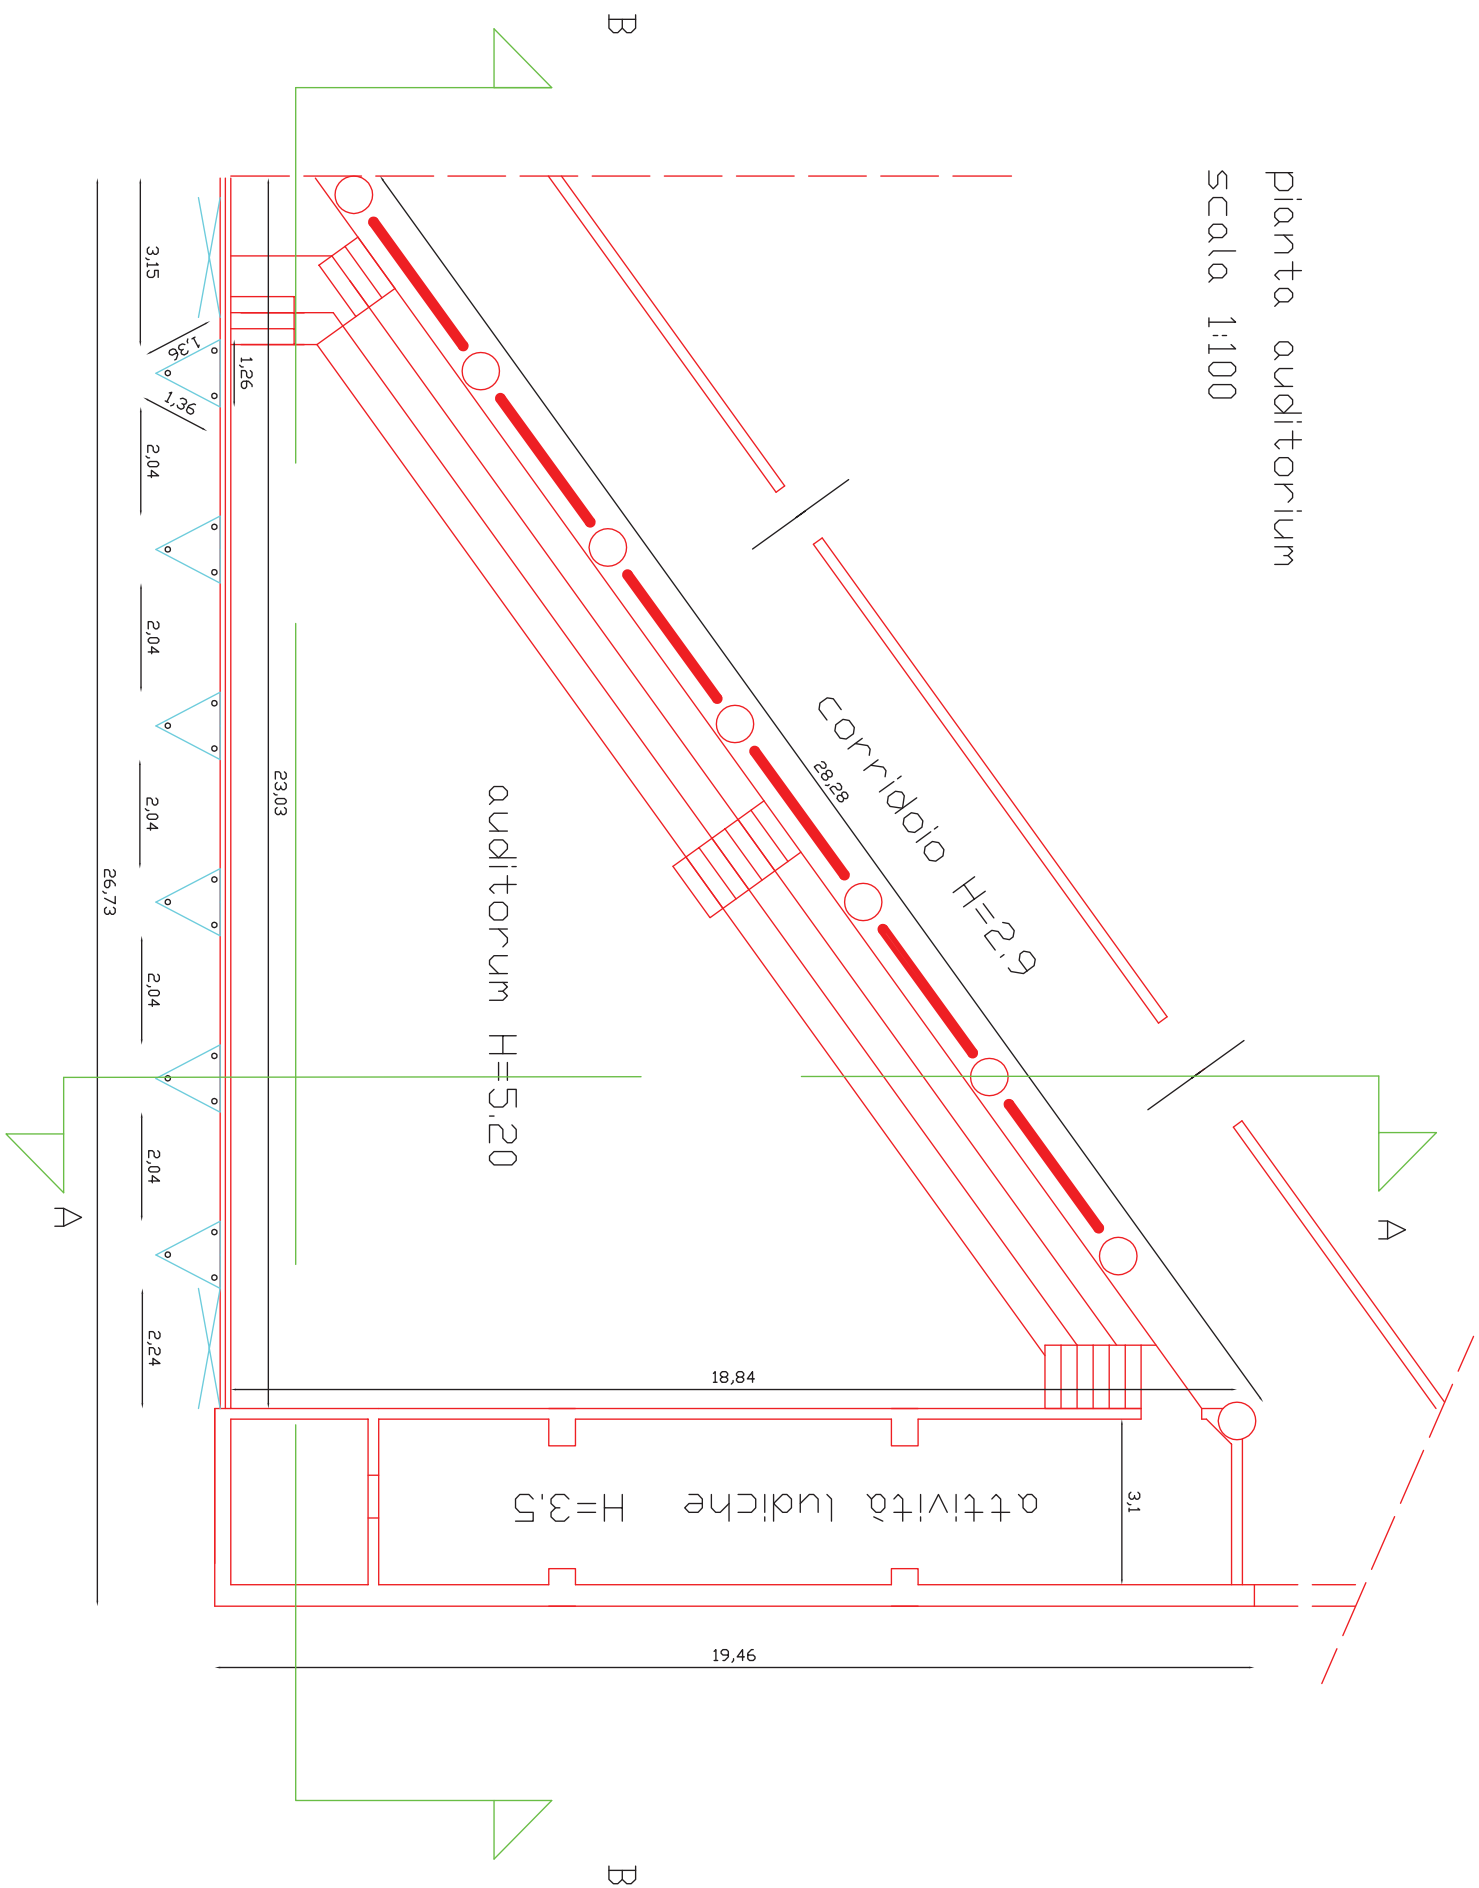 pianta auditorium
scala 1:100
B
A
corridoio H=2.9
28,28
auditorum H=5.20
23,03
1,26
3,15
1,36
1,36
2,04
2,04
2,04
2,04
2,04
2,24
26,73
A
18,84
attività ludiche H=3.5
3,1
19,46
B